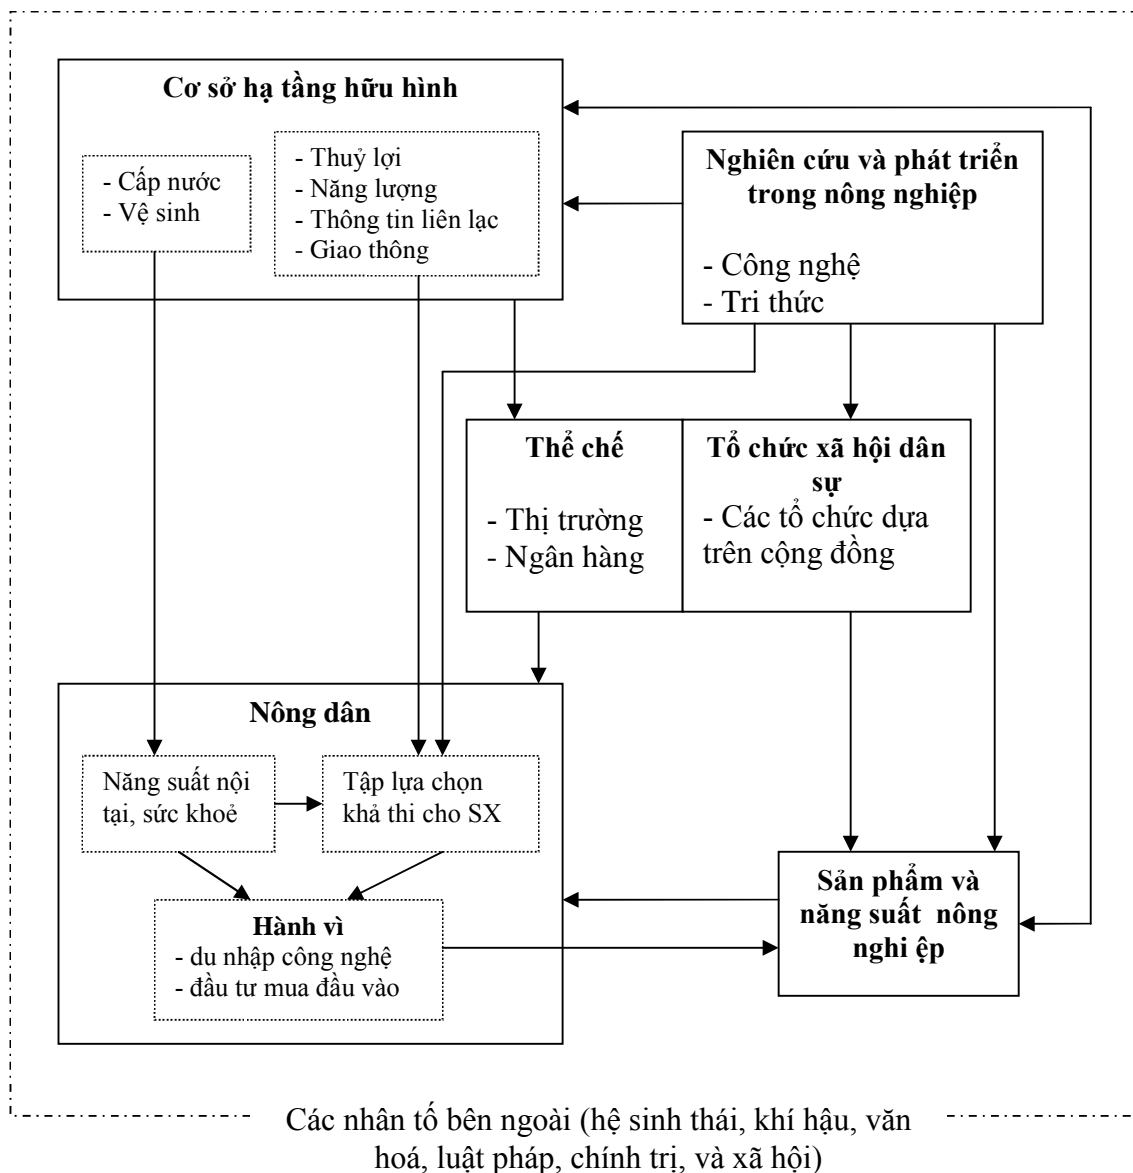 Cơ sở hạ tầng hữu hình
- Cấp nước
- Vệ sinh
- Thuỷ lợi
- Năng lượng
- Thông tin liên lạc
- Giao thông
Nghiên cứu và phát triển
trong nông nghiệp
- Công nghệ
- Tri thức
Thể chế
- Thị trường
- Ngân hàng
Tổ chức xã hội dân
sự
- Các tổ chức dựa
trên cộng đồng
Nông dân
Năng suất nội
tại, sức khoẻ
Tập lựa chọn
khả thi cho SX
Hành vì
- du nhập công nghệ
- đầu tư mua đầu vào
Sản phẩm và
năng suất  nông
nghi ệp
Các nhân tố bên ngoài (hệ sinh thái, khí hậu, văn
hoá, luật pháp, chính trị, và xã hội)